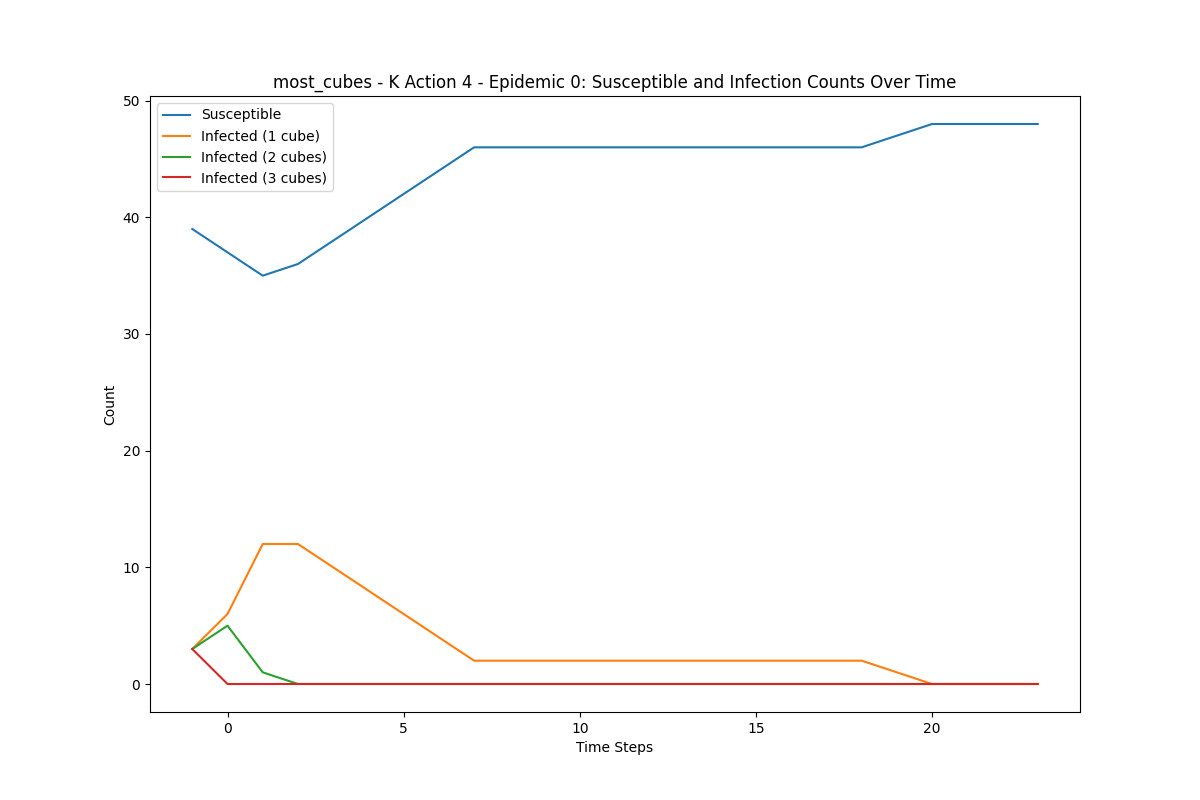 most_cubes - K Action 4 - Epidemic 0: Susceptible and Infection Counts Over Time
Susceptible
Infected (1 cube)
Infected (2 cubes)
Infected (3 cubes)
50
40
30
20
10
0
Count
0 5 10 15 20
Time Steps